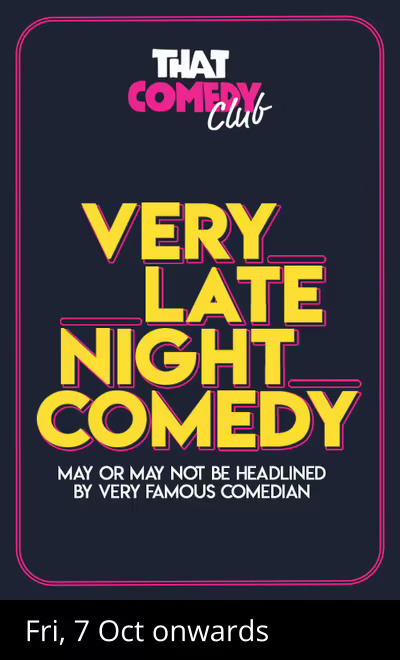 THAT
COMEDY
Club
VERY
LATE
NIGHT
COMEDY
MAY OR MAY NOT BE HEADLINED
BY VERY FAMOUS COMEDIAN
Fri, 7 Oct onwards